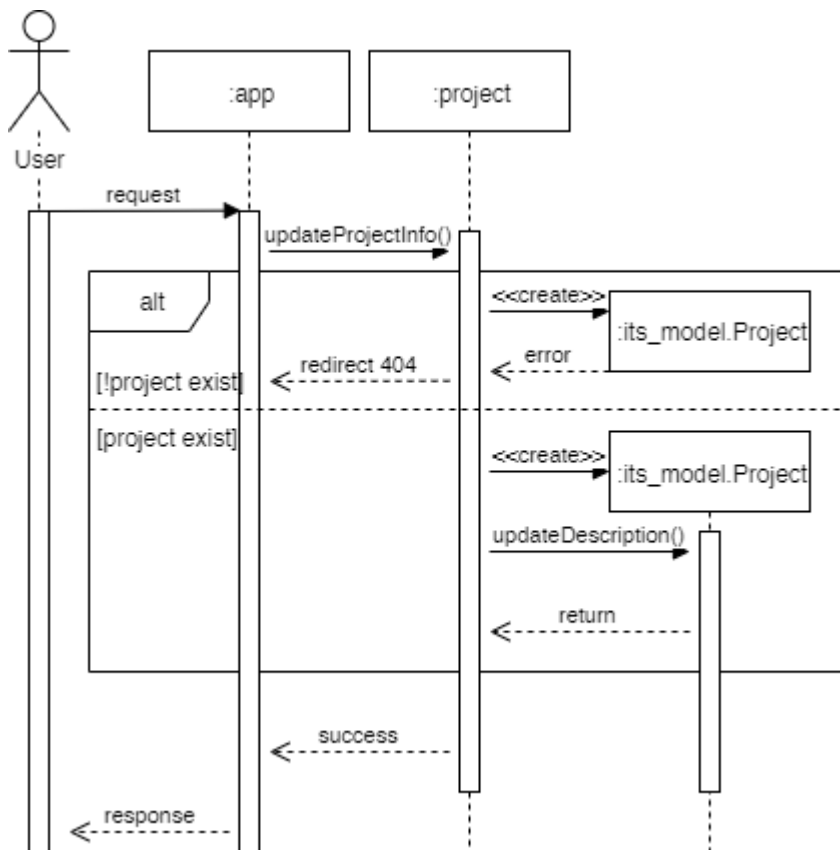 :app
:project
User
request
updateProjectInfo()
alt
<<create>>
:its_model.Project
error
redirect 404
[!project exist]
[project exist]
<<create>>
:its_model.Project
updateDescription()
return
success
response